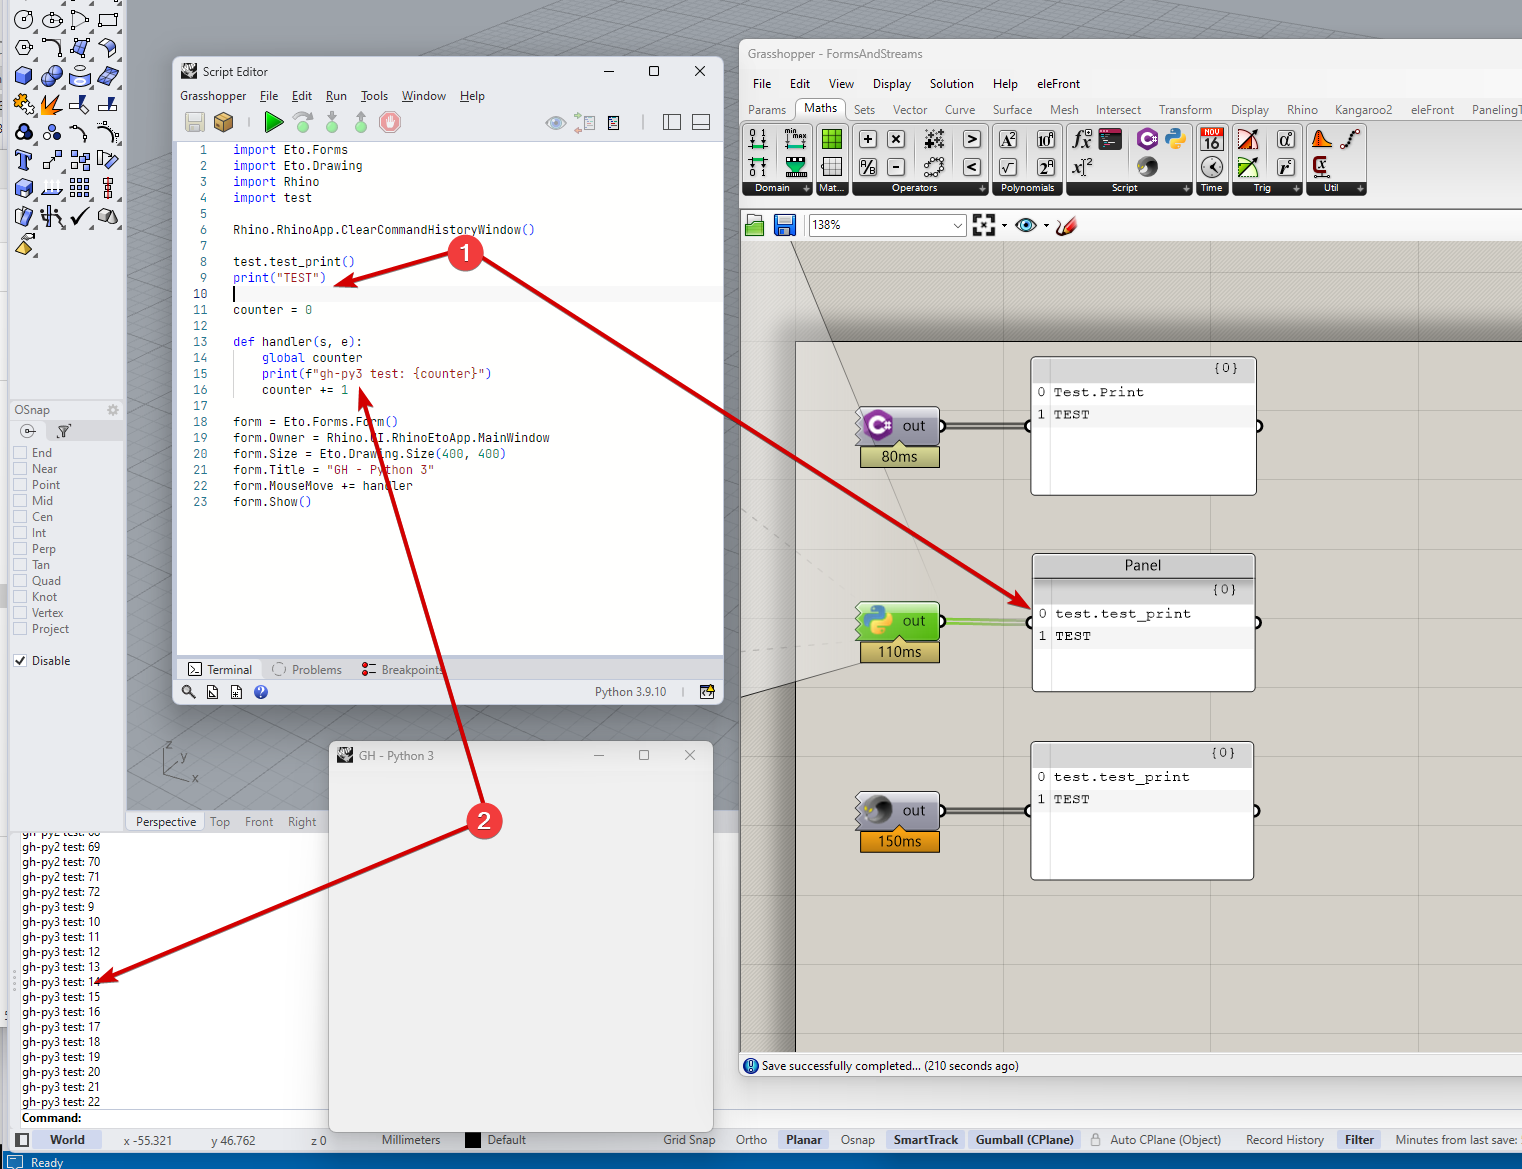 Script Editor
Grasshopper File Edit Run Tools Window Help
1 import Eto.Forms
2 import Eto.Drawing
3 import Rhino
4 import test
5
6 Rhino.RhinoApp.ClearCommandHistoryWindow()
7
8 test.test_print()
9 print("TEST")
10
11 counter = 0
12
13 def handler(s, e):
14 global counter
15 print(f"gh-py3 test: {counter}")
16 counter += 1
17
18 form = Eto.Forms.Form()
19 form.Owner = Rhino.UI.RhinoEtoApp.MainWindow
20 form.Size = Eto.Drawing.Size(400, 400)
21 form.Title = "GH - Python 3"
22 form.MouseMove += handler
23 form.Show()
Terminal Problems Breakpoints
Python 3.9.10
1
2
OSnap
End
Near
Point
Mid
Cen
Int
Perp
Tan
Quad
Knot
Vertex
Project
Disable
z
y
x
Perspective Top Front Right
GH - Python 3
gh-py2 test: 69
gh-py2 test: 70
gh-py2 test: 71
gh-py2 test: 72
gh-py3 test: 9
gh-py3 test: 10
gh-py3 test: 11
gh-py3 test: 12
gh-py3 test: 13
gh-py3 test: 14
gh-py3 test: 15
gh-py3 test: 16
gh-py3 test: 17
gh-py3 test: 18
gh-py3 test: 19
gh-py3 test: 20
gh-py3 test: 21
gh-py3 test: 22
Command:
Grasshopper - FormsAndStreams
File Edit View Display Solution Help eleFront
Params Maths Sets Vector Curve Surface Mesh Intersect Transform Display Rhino Kangaroo2 eleFront PanelingT
Domain Mat... Operators Polynomials Script Time Trig Util
NOV
16
138%
out
80ms
{0}
0 Test.Print
1 TEST
out
110ms
Panel
{0}
0 test.test_print
1 TEST
out
150ms
{0}
0 test.test_print
1 TEST
Save successfully completed... (210 seconds ago)
World x -55.321 y 46.762 z 0 Millimeters Default Grid Snap Ortho Planar Osnap SmartTrack Gumball (CPlane) Auto CPlane (Object) Record History Filter Minutes from last save:
Ready